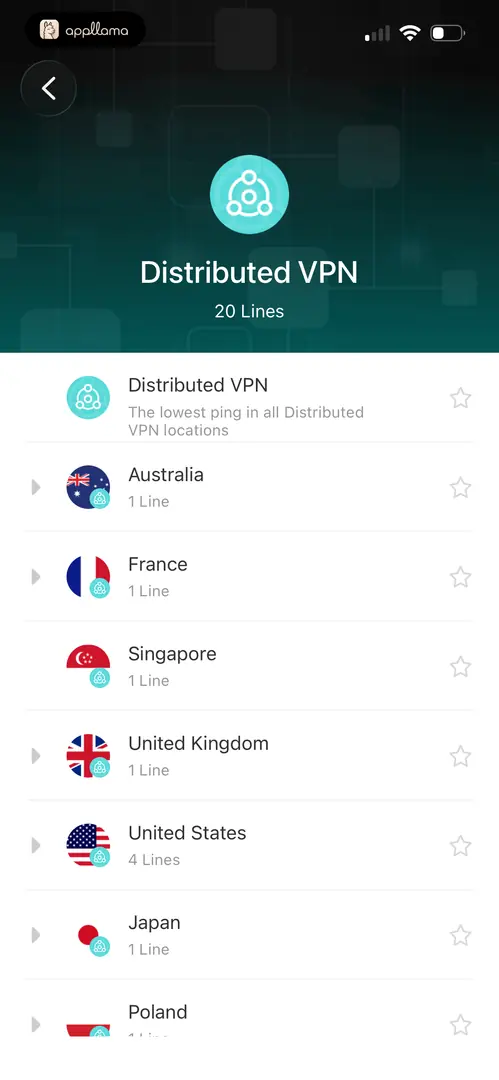 appllama
Distributed VPN
20 Lines
Distributed VPN
The lowest ping in all Distributed
VPN locations
Australia
1 Line
France
1 Line
Singapore
1 Line
United Kingdom
1 Line
United States
4 Lines
Japan
1 Line
Poland